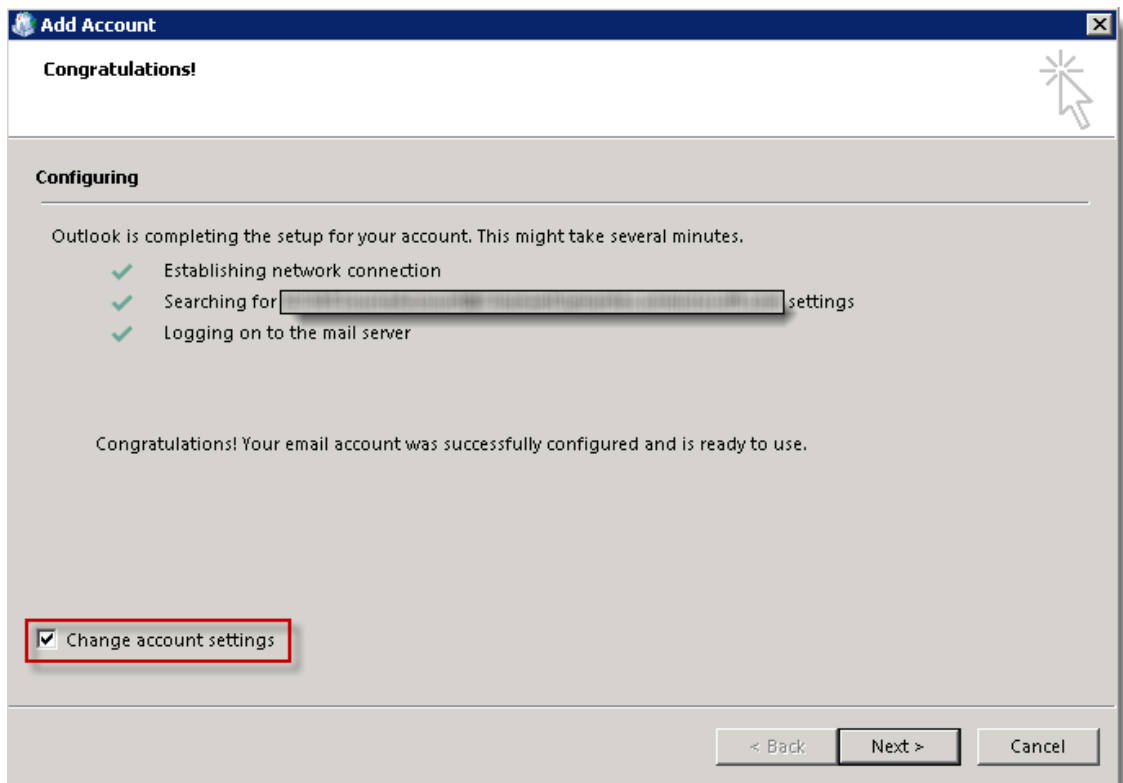 Add Account
Congratulations!
Configuring
Outlook is completing the setup for your account. This might take several minutes.
Establishing network connection
Searching for settings
Logging on to the mail server
Congratulations! Your email account was successfully configured and is ready to use.
Change account settings
< Back Next > Cancel